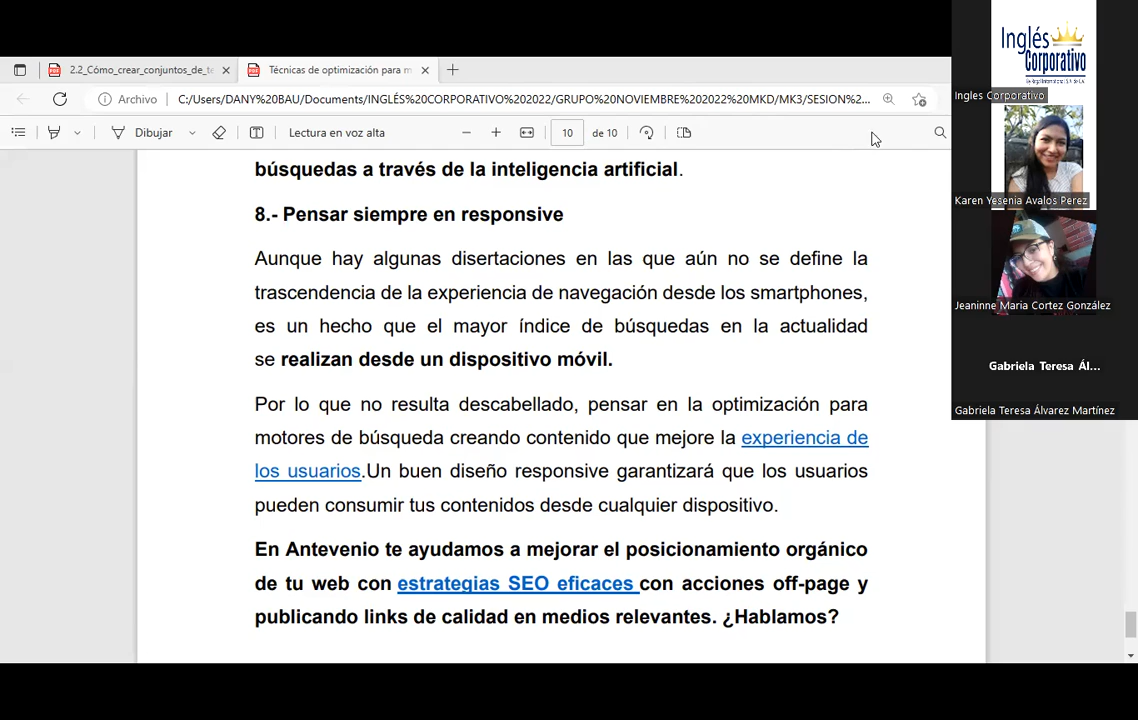 2.2_Cómo_crear_conjuntos_de_te
Técnicas de optimización para m
Archivo
C:/Users/DANY%20BAU/Documents/INGLÉS%20CORPORATIVO%202022/GRUPO%20NOVIEMBRE%202022%20MKD/MK3/SESION%2...
Dibujar
Lectura en voz alta
10
de 10
búsquedas a través de la inteligencia artificial.
8.- Pensar siempre en responsive
Aunque hay algunas disertaciones en las que aún no se define la
trascendencia de la experiencia de navegación desde los smartphones,
es un hecho que el mayor índice de búsquedas en la actualidad
se realizan desde un dispositivo móvil.
Por lo que no resulta descabellado, pensar en la optimización para
motores de búsqueda creando contenido que mejore la experiencia de
los usuarios.Un buen diseño responsive garantizará que los usuarios
pueden consumir tus contenidos desde cualquier dispositivo.
En Antevenio te ayudamos a mejorar el posicionamiento orgánico
de tu web con estrategias SEO eficaces con acciones off-page y
publicando links de calidad en medios relevantes. ¿Hablamos?
Inglés
Corporativo
Ingles Corporativo
Karen Yesenia Avalos Perez
Jeaninne Maria Cortez González
Gabriela Teresa Ál...
Gabriela Teresa Álvarez Martínez